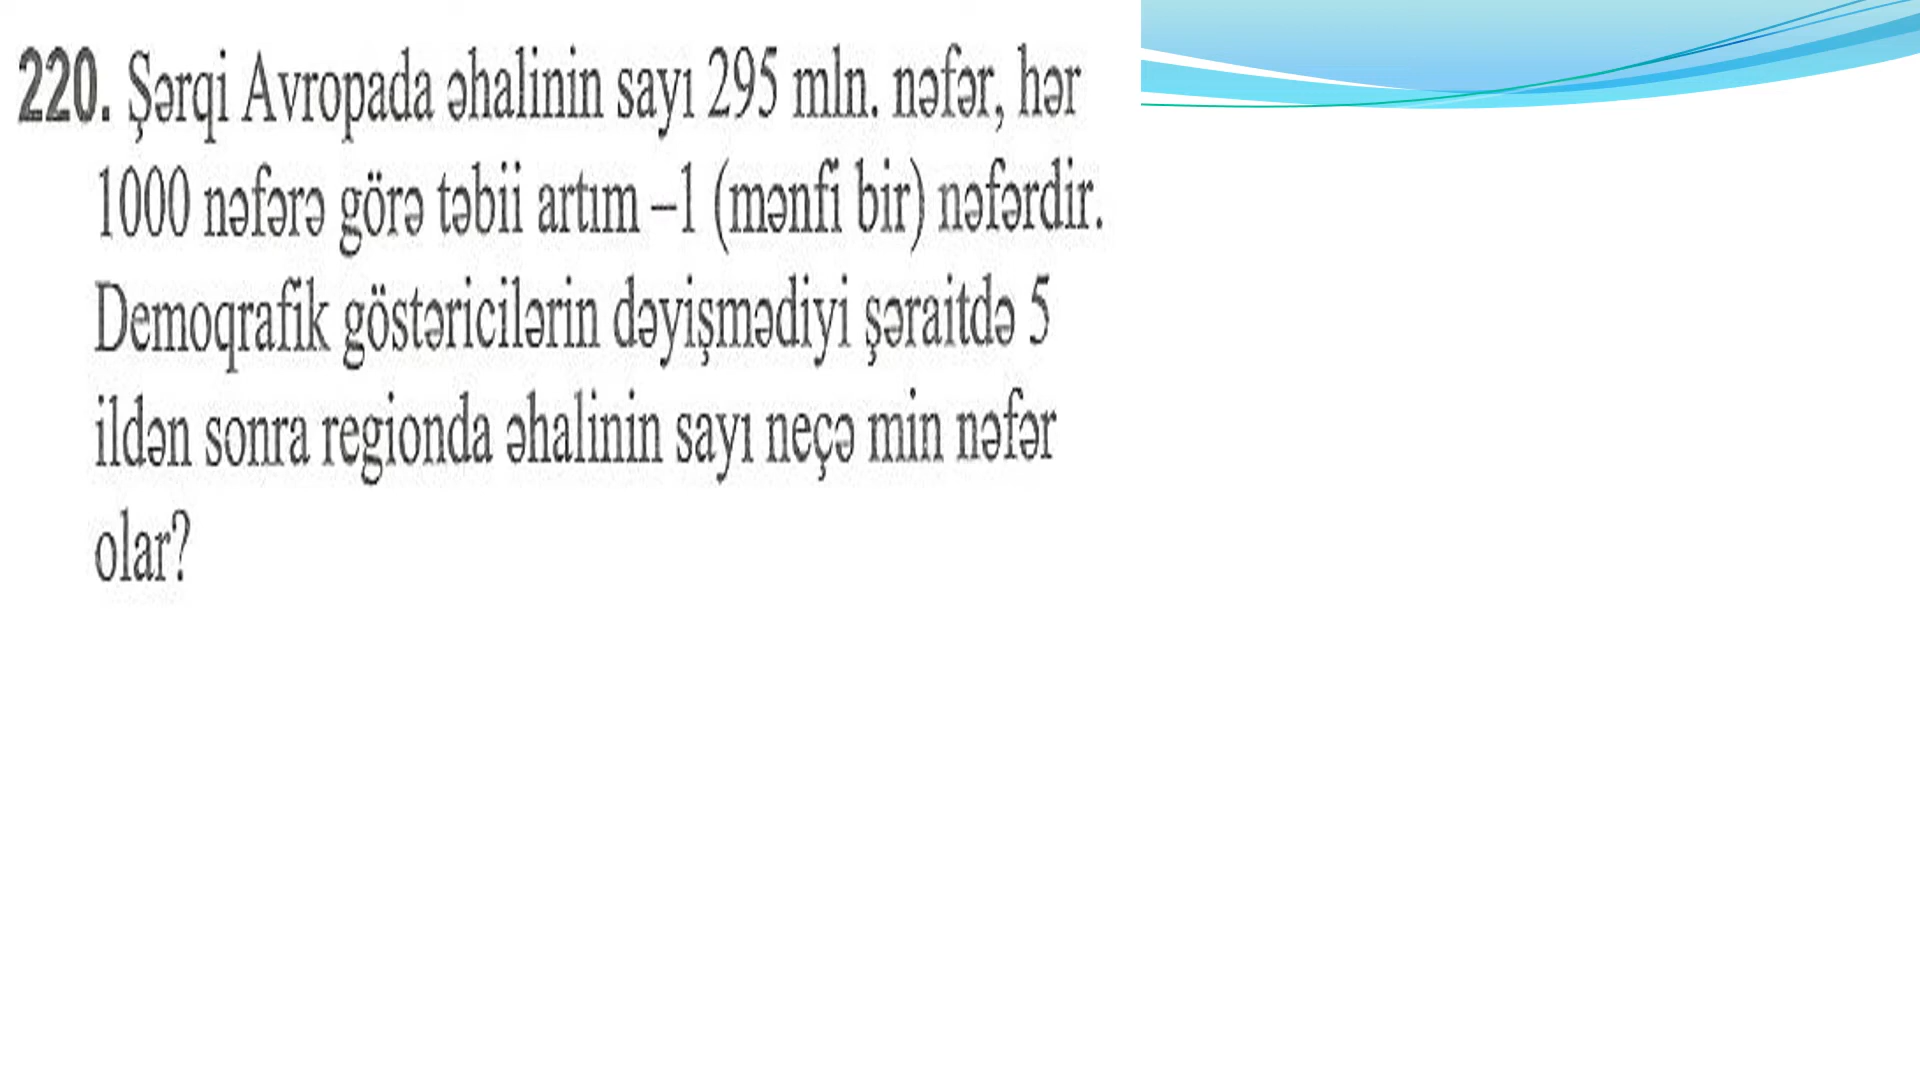 220. Şərqi Avropada əhalinin sayı 295 mln. nəfər, hər
1000 nəfərə görə təbii artım –1 (mənfi bir) nəfərdir.
Demoqrafik göstəricilərin dəyişmədiyi şəraitdə 5
ildən sonra regionda əhalinin sayı neçə min nəfər
olar?